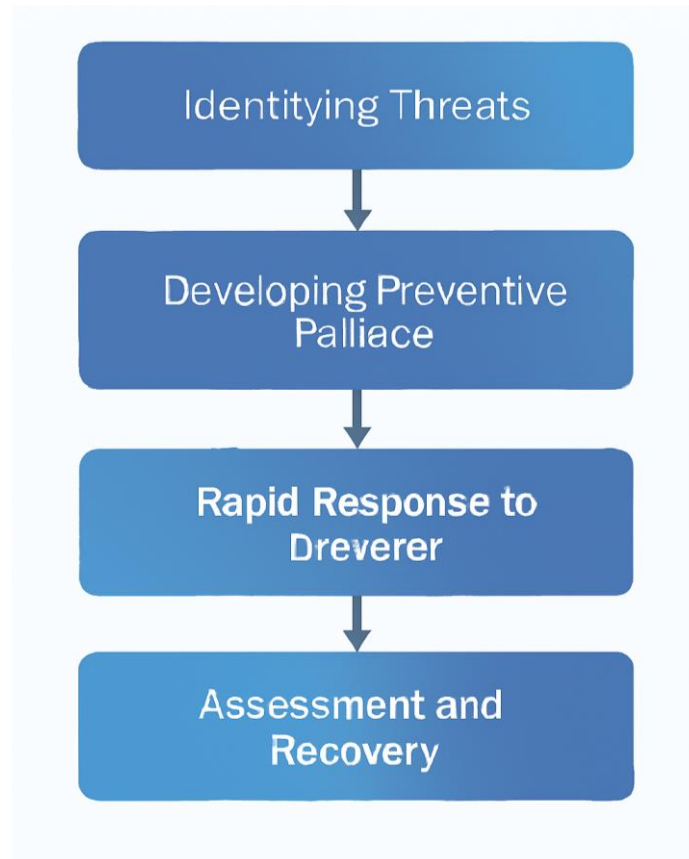 Identitying Threats
Developing Preventive
Palliace
Rapid Response to
Dreverer
Assessment and
Recovery